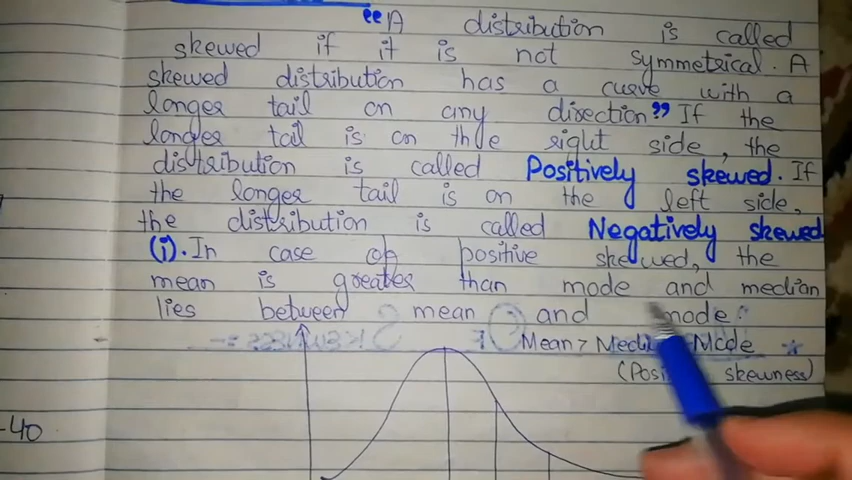 “A distribution is called
skewed if it is not symmetrical. A
skewed distribution has a curve with a
longer tail on any direction” If the
longer tail is on the right side, the
distribution is called Positively skewed. If
the longer tail is on the left side,
the distribution is called Negatively skewed
(i). In case of positive skewed, the
mean is greater than mode and median
lies between mean and mode.
Mean > Mode
skewness)
-40